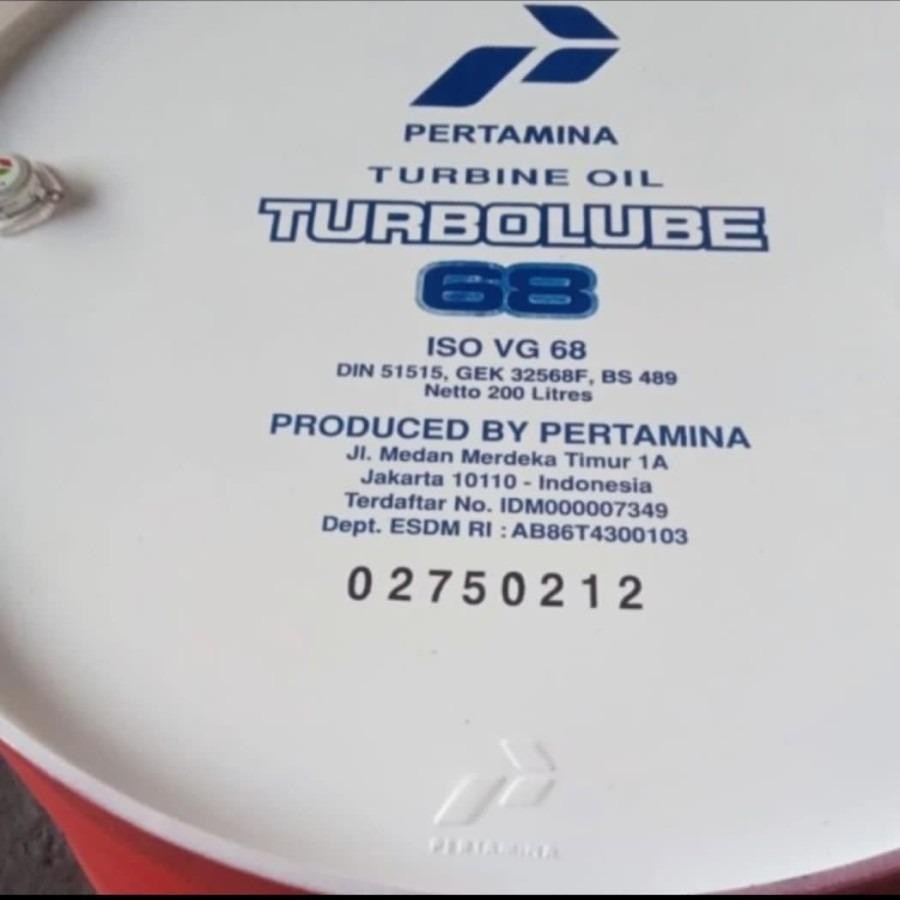 PERTAMINA
TURBINE OIL
TURBOLUBE
68
ISO VG 68
DIN 51515, GEK 32568F, BS 489
Netto 200 Litres
PRODUCED BY PERTAMINA
Jl. Medan Merdeka Timur 1A
Jakarta 10110 - Indonesia
Terdaftar No. IDM000007349
Dept. ESDM RI : AB86T4300103
02750212
PERTAMINA